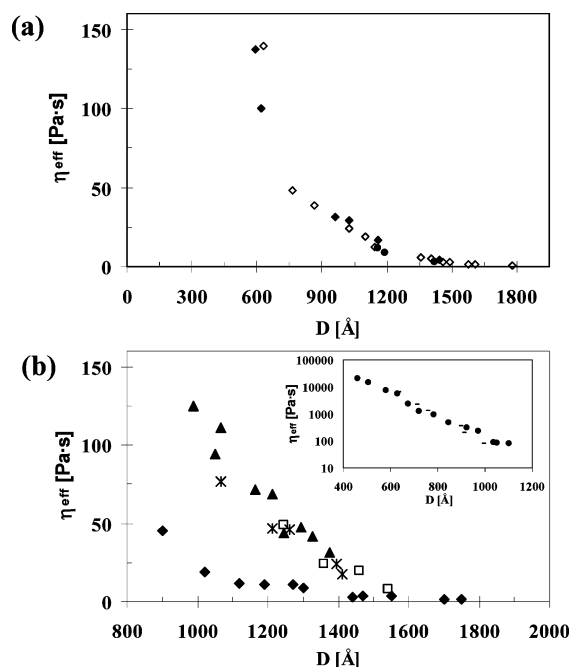 (a)
150
100
50
0
η eff [Pa·s]
0 300 600 900 1200 1500 1800
D [Å]
(b)
150
100
50
0
η eff [Pa·s]
800 1000 1200 1400 1600 1800 2000
D [Å]
100000
10000
1000
100
10
η eff [Pa·s]
400 600 800 1000 1200
D [Å]